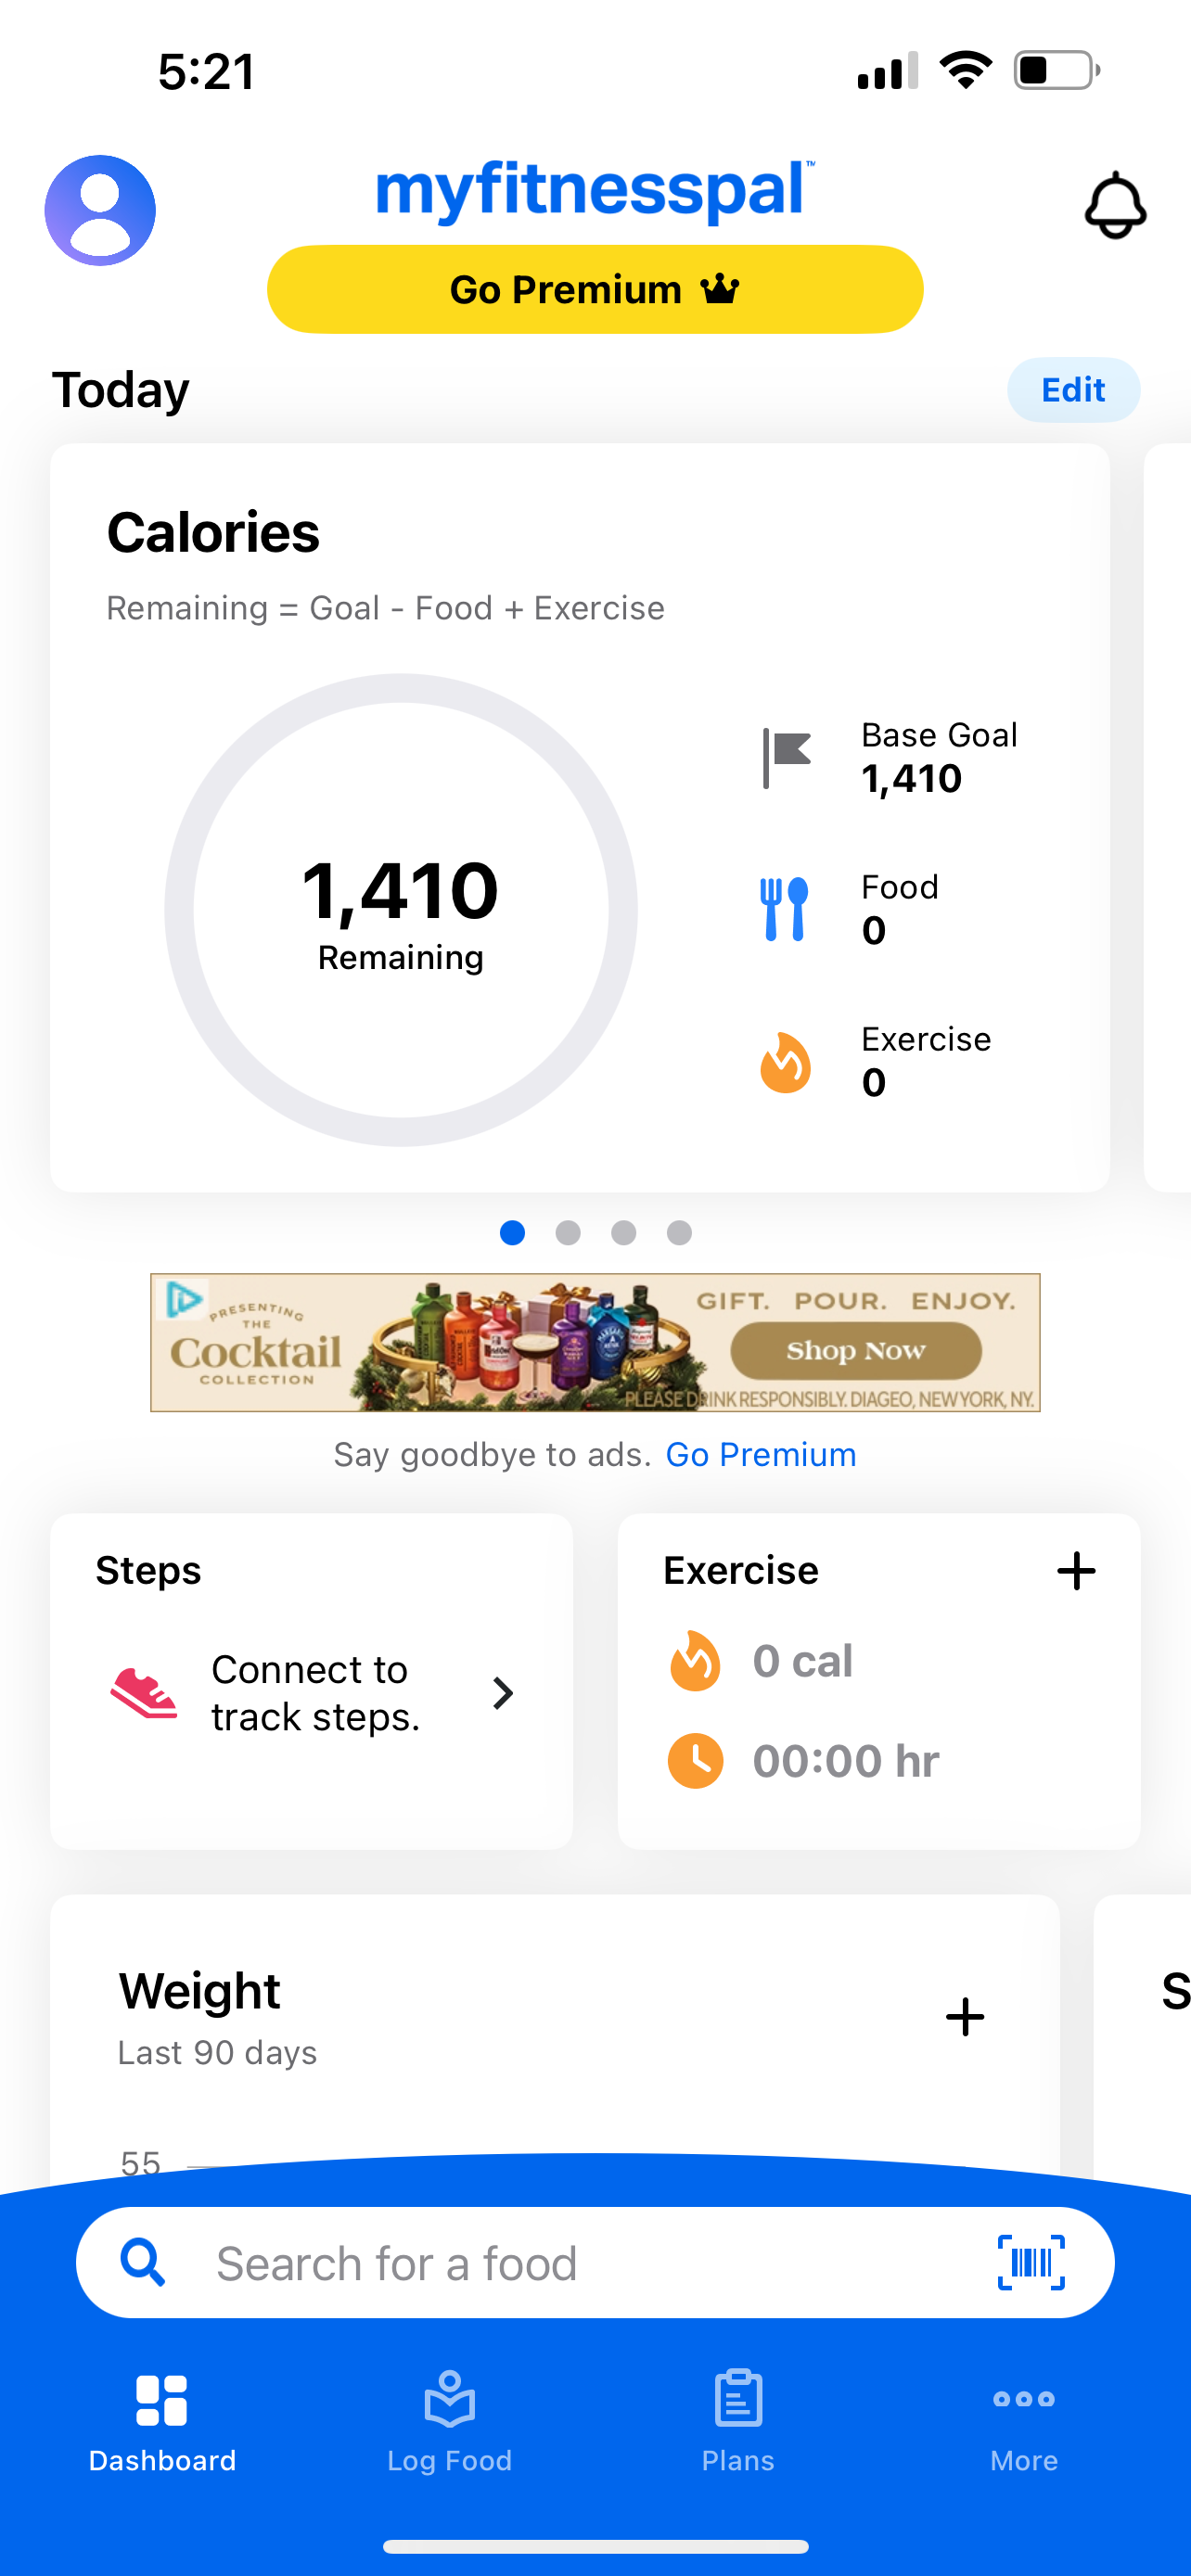 5:21
myfitnesspal™
Go Premium
Today
Edit
Calories
Remaining = Goal - Food + Exercise
1,410
Remaining
Base Goal
1,410
Food
0
Exercise
0
PRESENTING
THE
Cocktail
COLLECTION
GIFT. POUR. ENJOY.
Shop Now
PLEASE DRINK RESPONSIBLY. DIAGEO, NEW YORK, NY.
Say goodbye to ads. Go Premium
Steps
Connect to
track steps.
Exercise
0 cal
00:00 hr
Weight
Last 90 days
S
55
Search for a food
Dashboard
Log Food
Plans
More